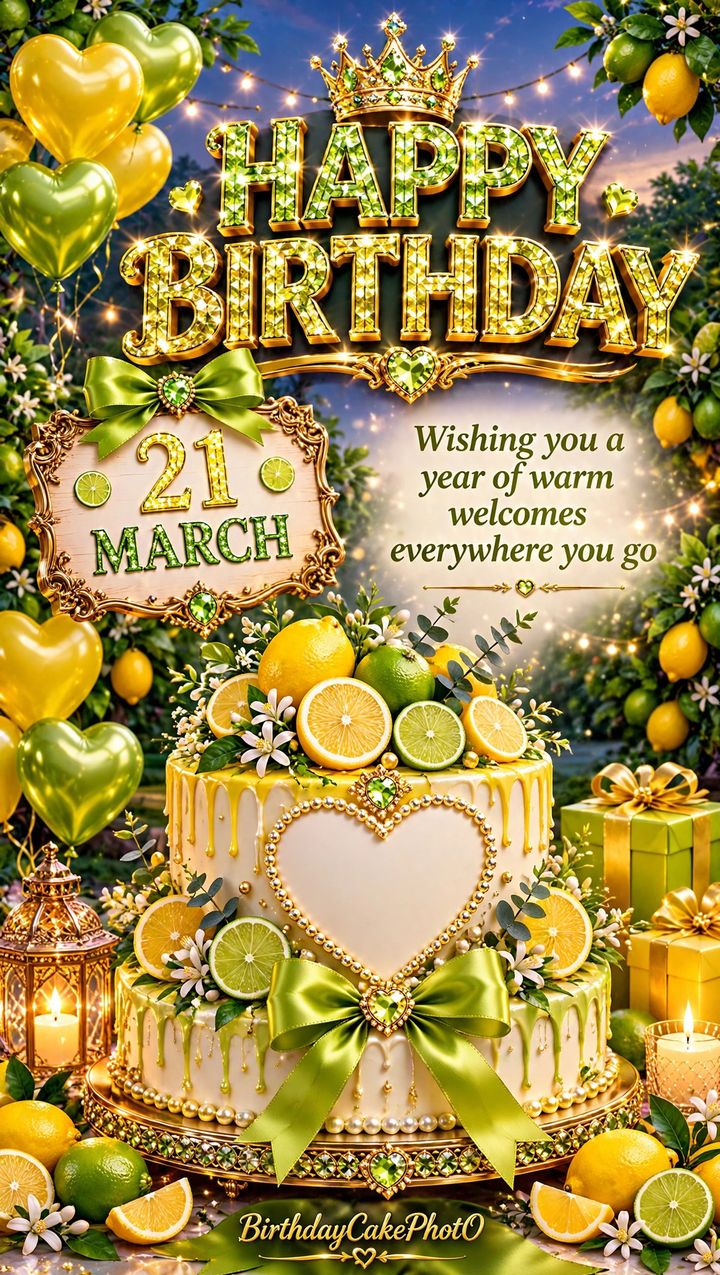 HAPPY
BIRTHDAY
21
MARCH
Wishing you a
year of warm
welcomes
everywhere you go
BirthdayCakePhotO